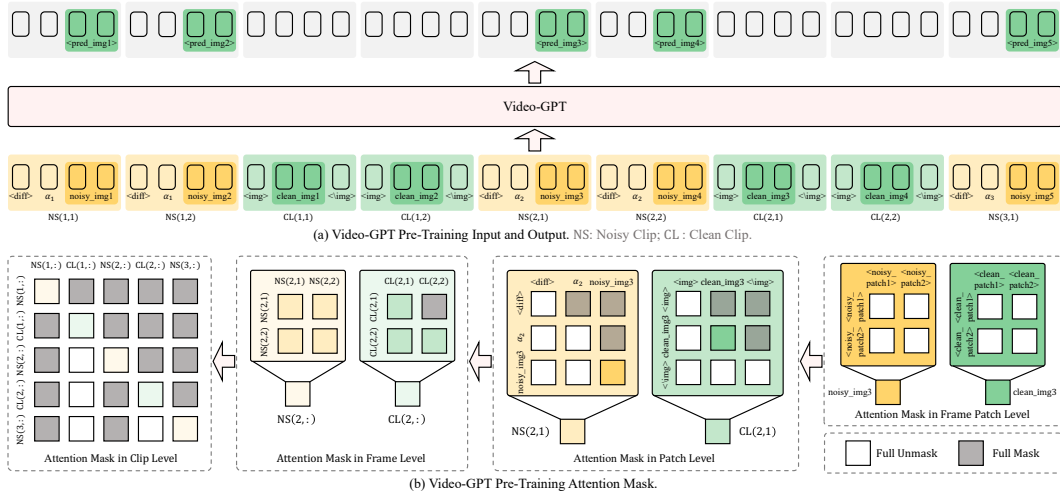 <pred_img1> <pred_img2> <pred_img3> <pred_img4> <pred_img5>
Video-GPT
<diff> α1 noisy_img1 <diff> α1 noisy_img2 <img> clean_img1 <\img> <img> clean_img2 <\img> <diff> α2 noisy_img3 <diff> α2 noisy_img4 <img> clean_img3 <\img> <img> clean_img4 <\img> <diff> α3 noisy_img5
NS(1,1) NS(1,2) CL(1,1) CL(1,2) NS(2,1) NS(2,2) CL(2,1) CL(2,2) NS(3,1)
(a) Video-GPT Pre-Training Input and Output. NS: Noisy Clip; CL : Clean Clip.
NS(1,:) CL(1,:) NS(2,:) CL(2,:) NS(3,:)
NS(1,:)
CL(1,:)
NS(2,:)
CL(2,:)
NS(3,:)
Attention Mask in Clip Level
NS(2,1) NS(2,2)
NS(2,1)
NS(2,2)
NS(2,:)
CL(2,1) CL(2,2)
CL(2,1)
CL(2,2)
CL(2,:)
Attention Mask in Frame Level
<diff> α2 noisy_img3
<diff>
α2
noisy_img3
NS(2,1)
<img> clean_img3 <\img>
<img>
clean_img3
<\img>
CL(2,1)
Attention Mask in Patch Level
<noisy_ <noisy_
patch1> patch2>
<noisy_
patch1>
<noisy_
patch2>
noisy_img3
<clean_ <clean_
patch1> patch2>
<clean_
patch1>
<clean_
patch2>
clean_img3
Attention Mask in Frame Patch Level
Full Unmask Full Mask
(b) Video-GPT Pre-Training Attention Mask.